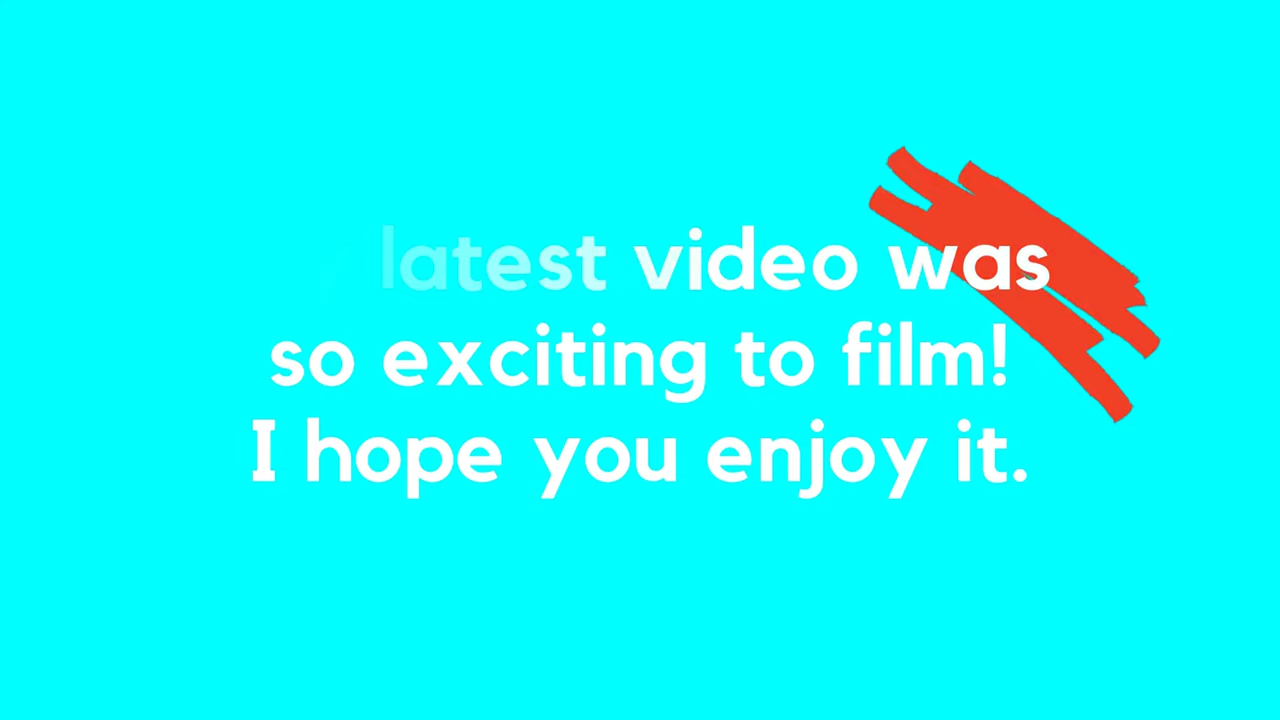 latest video was
so exciting to film!
I hope you enjoy it.